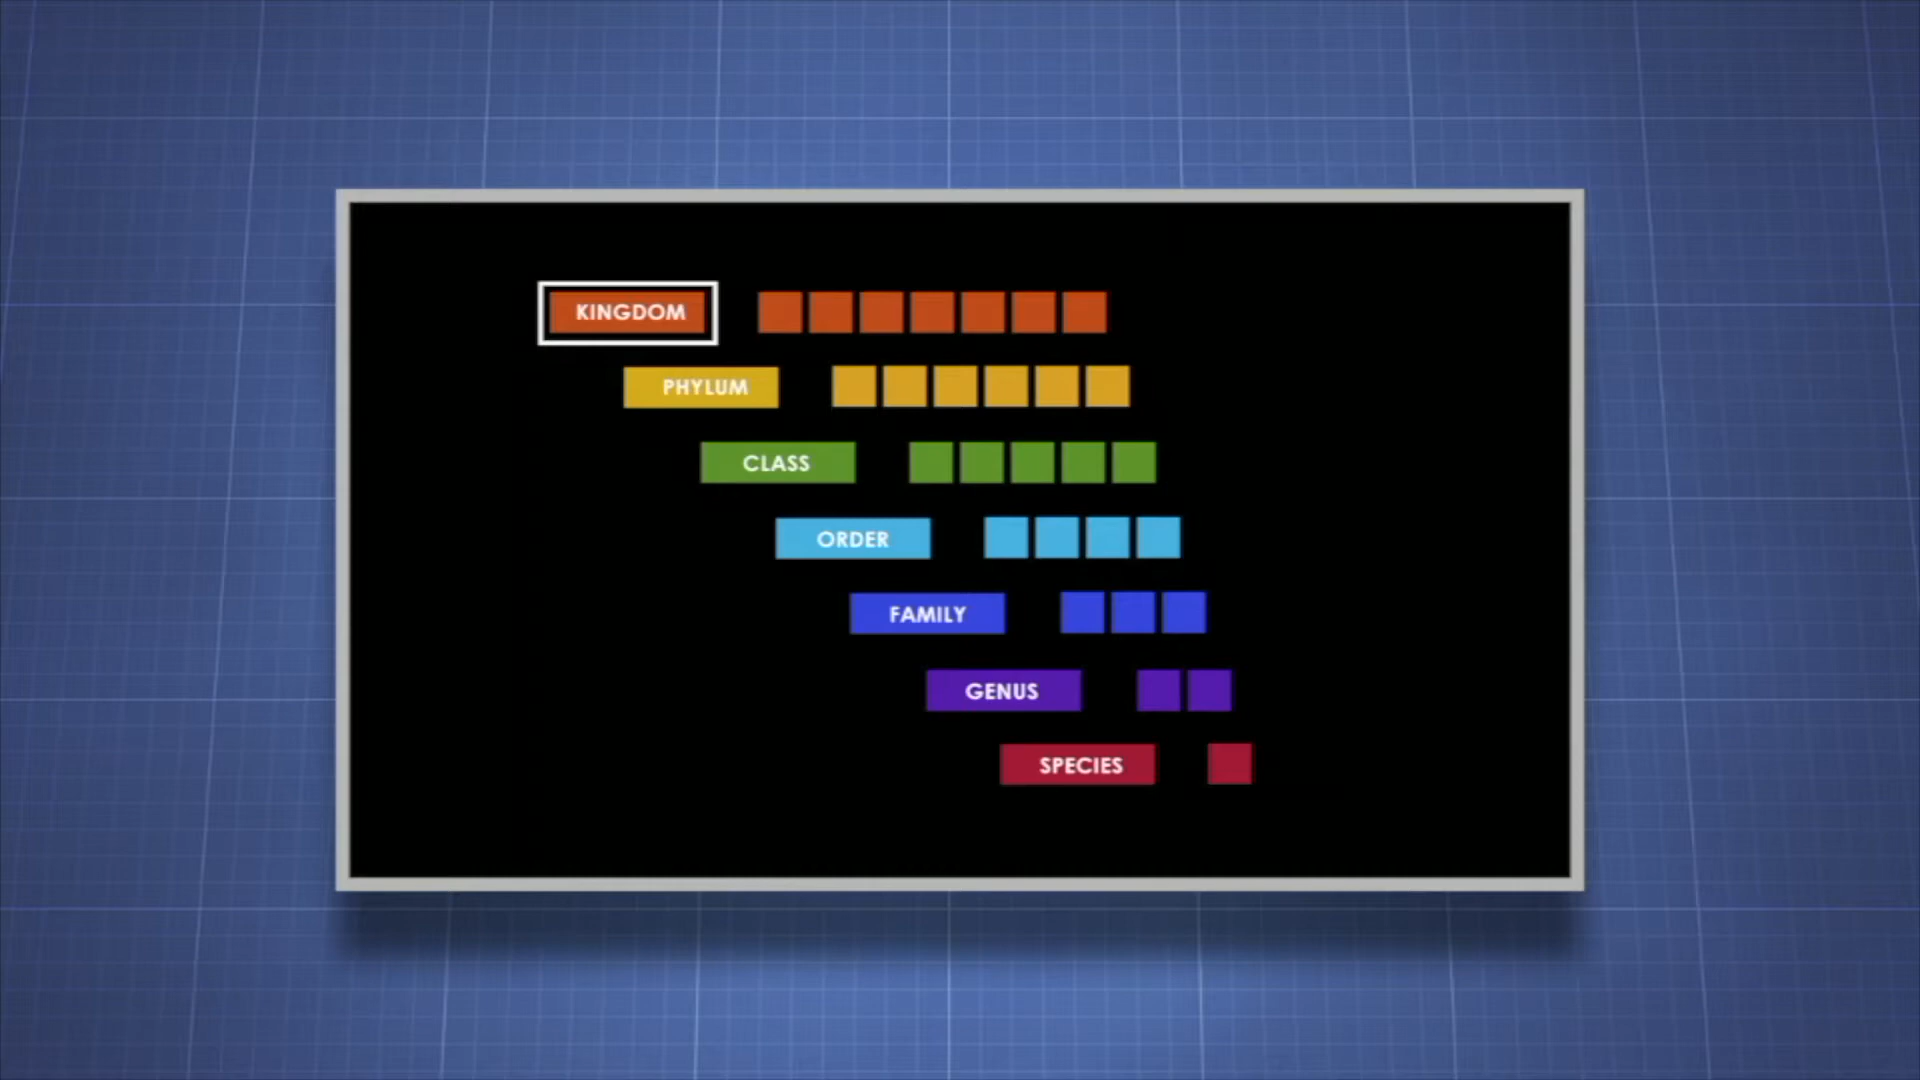 KINGDOM
PHYLUM
CLASS
ORDER
FAMILY
GENUS
SPECIES